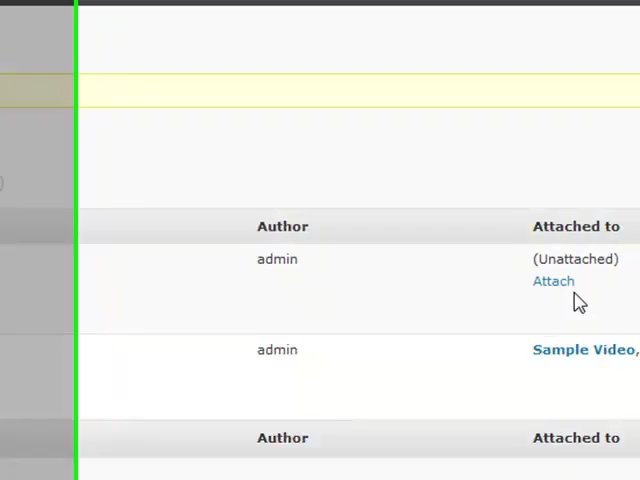 Author Attached to
admin (Unattached)
Attach
admin Sample Video,
Author Attached to